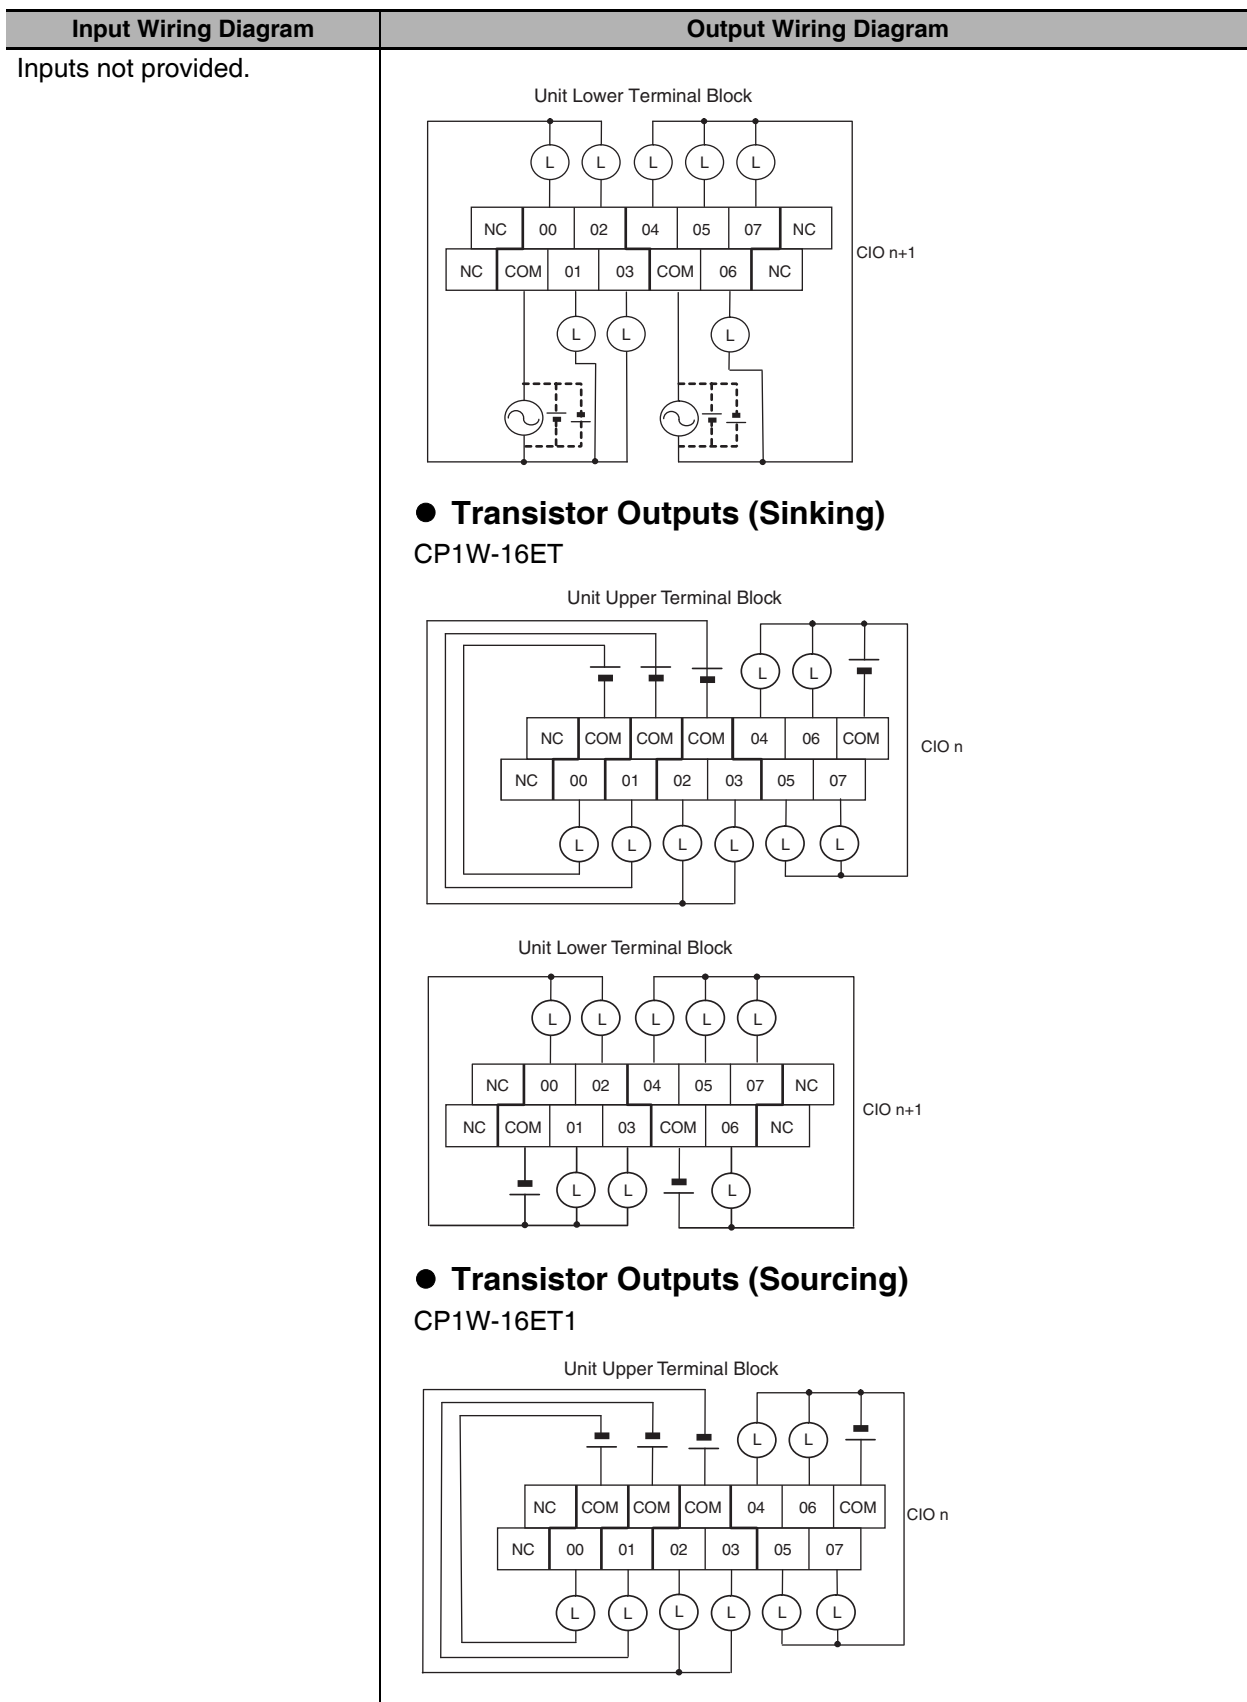 Input Wiring Diagram Output Wiring Diagram
Inputs not provided.
Unit Lower Terminal Block
L L L L L
NC 00 02 04 05 07 NC
CIO n+1
NC COM 01 03 COM 06 NC
L L L
● Transistor Outputs (Sinking)
CP1W-16ET
Unit Upper Terminal Block
L L
NC COM COM COM 04 06 COM
CIO n
NC 00 01 02 03 05 07
L L L L L L
Unit Lower Terminal Block
L L L L L
NC 00 02 04 05 07 NC
CIO n+1
NC COM 01 03 COM 06 NC
L L L
● Transistor Outputs (Sourcing)
CP1W-16ET1
Unit Upper Terminal Block
L L
NC COM COM COM 04 06 COM
CIO n
NC 00 01 02 03 05 07
L L L L L L